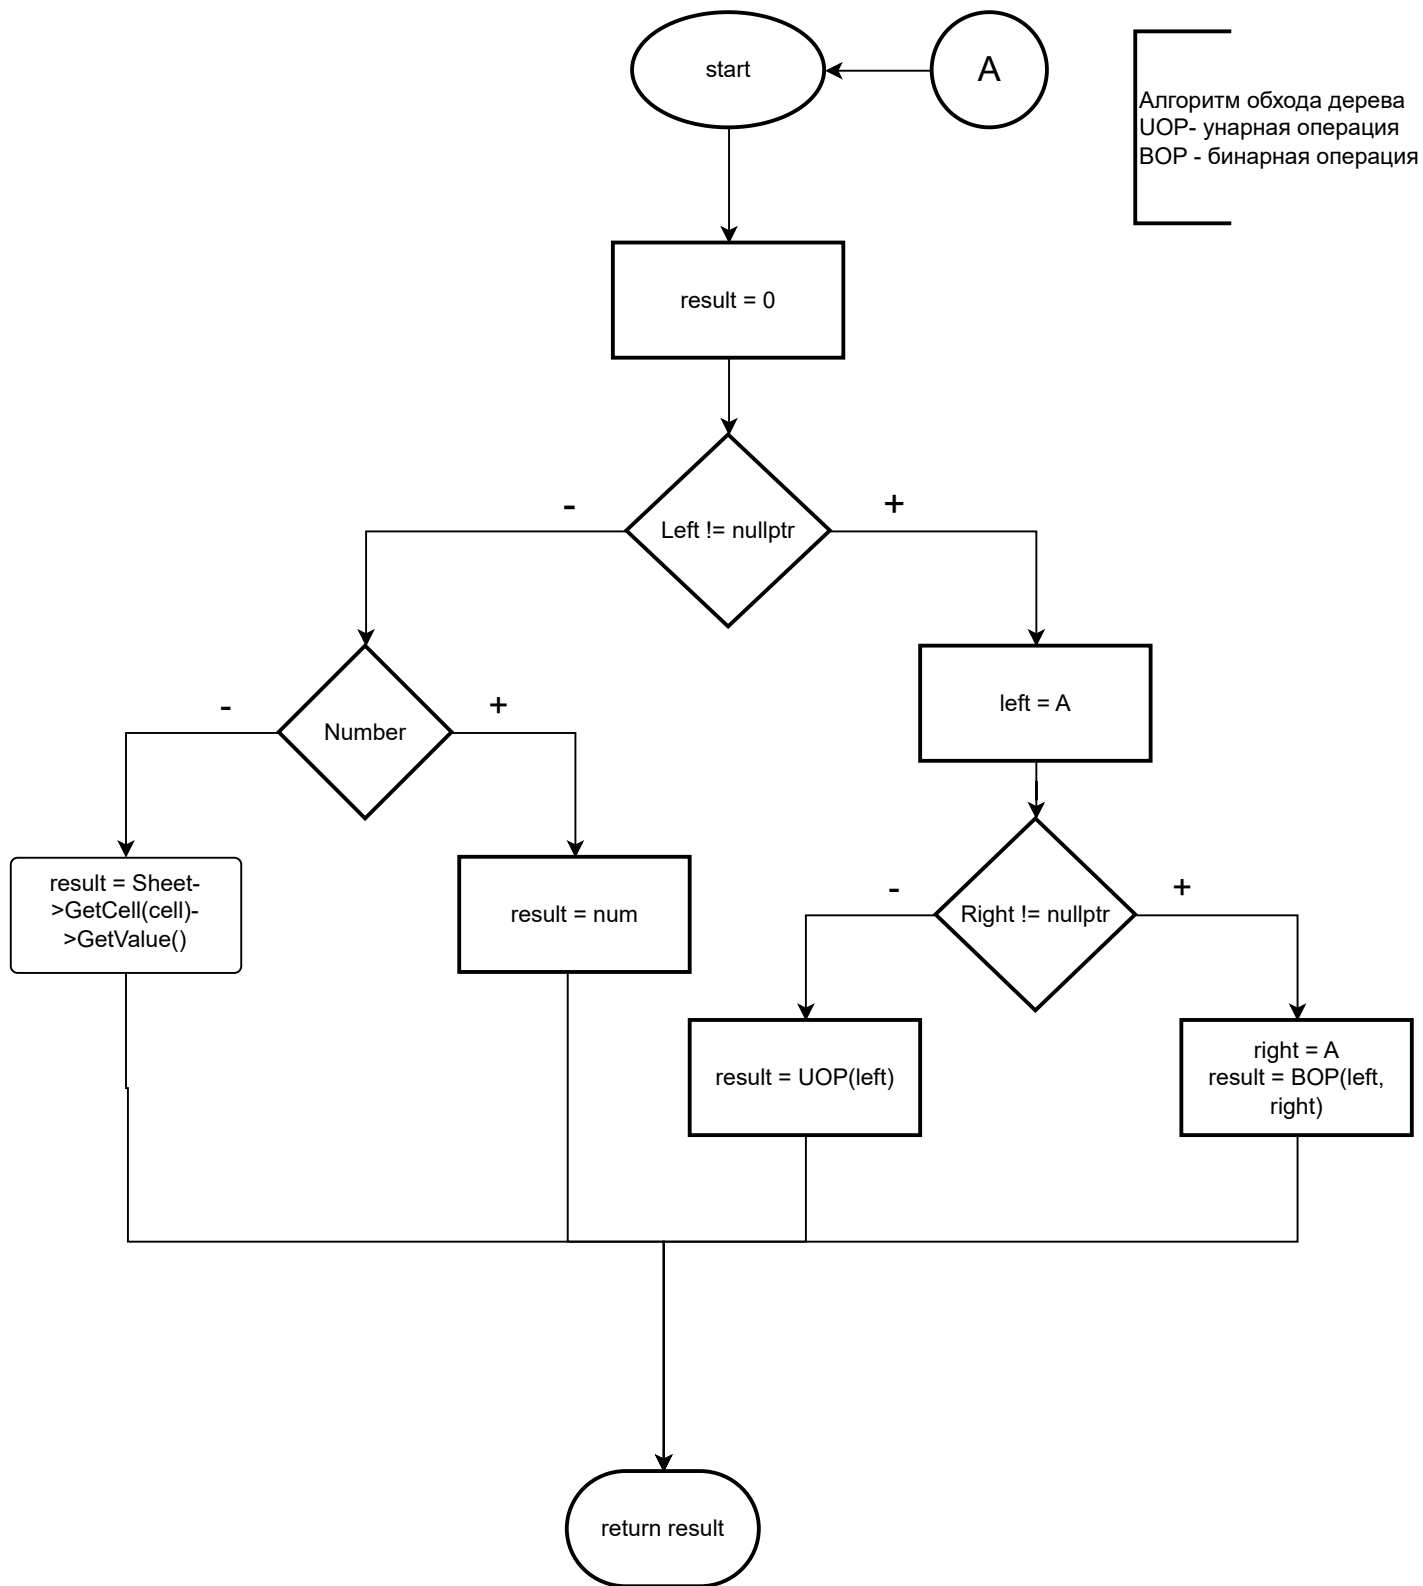 start
A
Алгоритм обхода дерева
UOP- унарная операция
BOP - бинарная операция
result = 0
Left != nullptr
-
+
Number
-
+
left = A
result = Sheet-
>GetCell(cell)-
>GetValue()
result = num
Right != nullptr
-
+
result = UOP(left)
right = A
result = BOP(left,
right)
return result